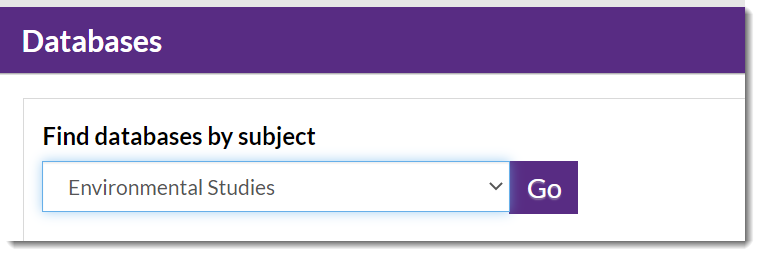 Databases
Find databases by subject
Environmental Studies
Go